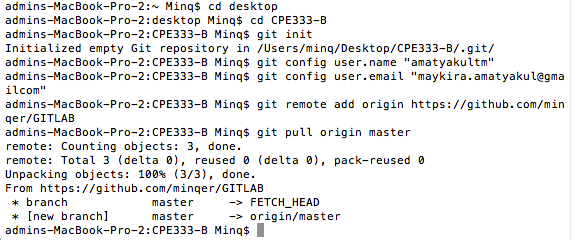 admins-MacBook-Pro-2:~ Minq$ cd desktop
admins-MacBook-Pro-2:desktop Minq$ cd CPE333-B
admins-MacBook-Pro-2:CPE333-B Minq$ git init
Initialized empty Git repository in /Users/minq/Desktop/CPE333-B/.git/
admins-MacBook-Pro-2:CPE333-B Minq$ git config user.name "amatyakultm"
admins-MacBook-Pro-2:CPE333-B Minq$ git config user.email "maykira.amatyakul@gma
ilcom"
admins-MacBook-Pro-2:CPE333-B Minq$ git remote add origin https://github.com/min
qer/GITLAB
admins-MacBook-Pro-2:CPE333-B Minq$ git pull origin master
remote: Counting objects: 3, done.
remote: Total 3 (delta 0), reused 0 (delta 0), pack-reused 0
Unpacking objects: 100% (3/3), done.
From https://github.com/minqer/GITLAB
 * branch            master     -> FETCH_HEAD
 * [new branch]      master     -> origin/master
admins-MacBook-Pro-2:CPE333-B Minq$